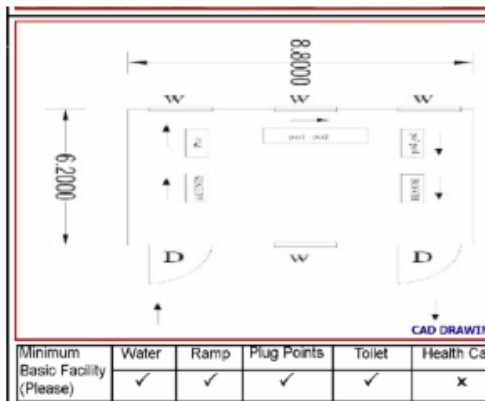 8.8000
W W W
6.2000
D W D
CAD DRAWIN
Minimum Basic Facility (Please) Water Ramp Plug Points Toilet Health Ca
✓ ✓ ✓ ✓ x